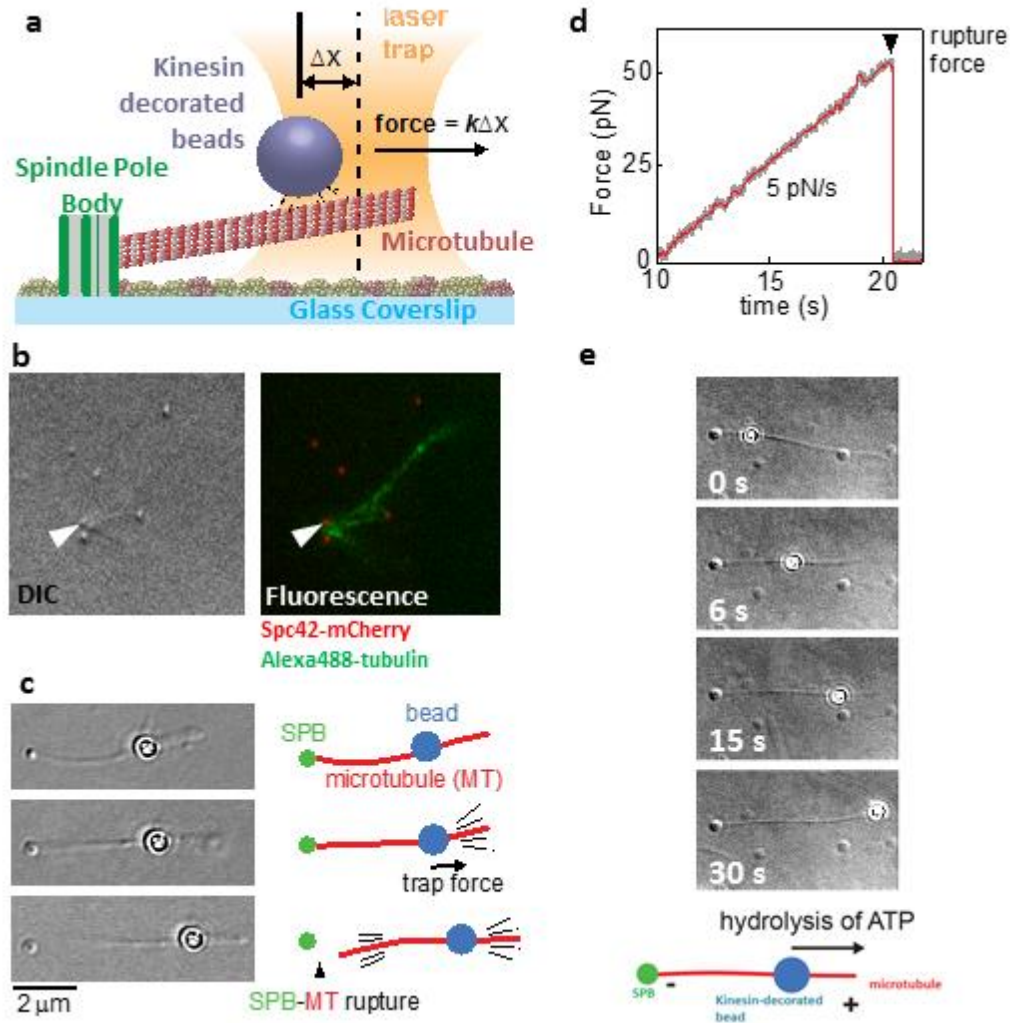 a
laser
trap
ΔX
Kinesin
decorated
beads
force = kΔX
Spindle Pole
Body
Microtubule
Glass Coverslip
b
DIC
Fluorescence
Spc42-mCherry
Alexa488-tubulin
c
SPB
bead
microtubule (MT)
trap force
SPB-MT rupture
2 μm
d
rupture
force
Force (pN)
50
25
0
5 pN/s
10
15
20
time (s)
e
0 s
6 s
15 s
30 s
hydrolysis of ATP
SPB
-
Kinesin-decorated
bead
+
microtubule